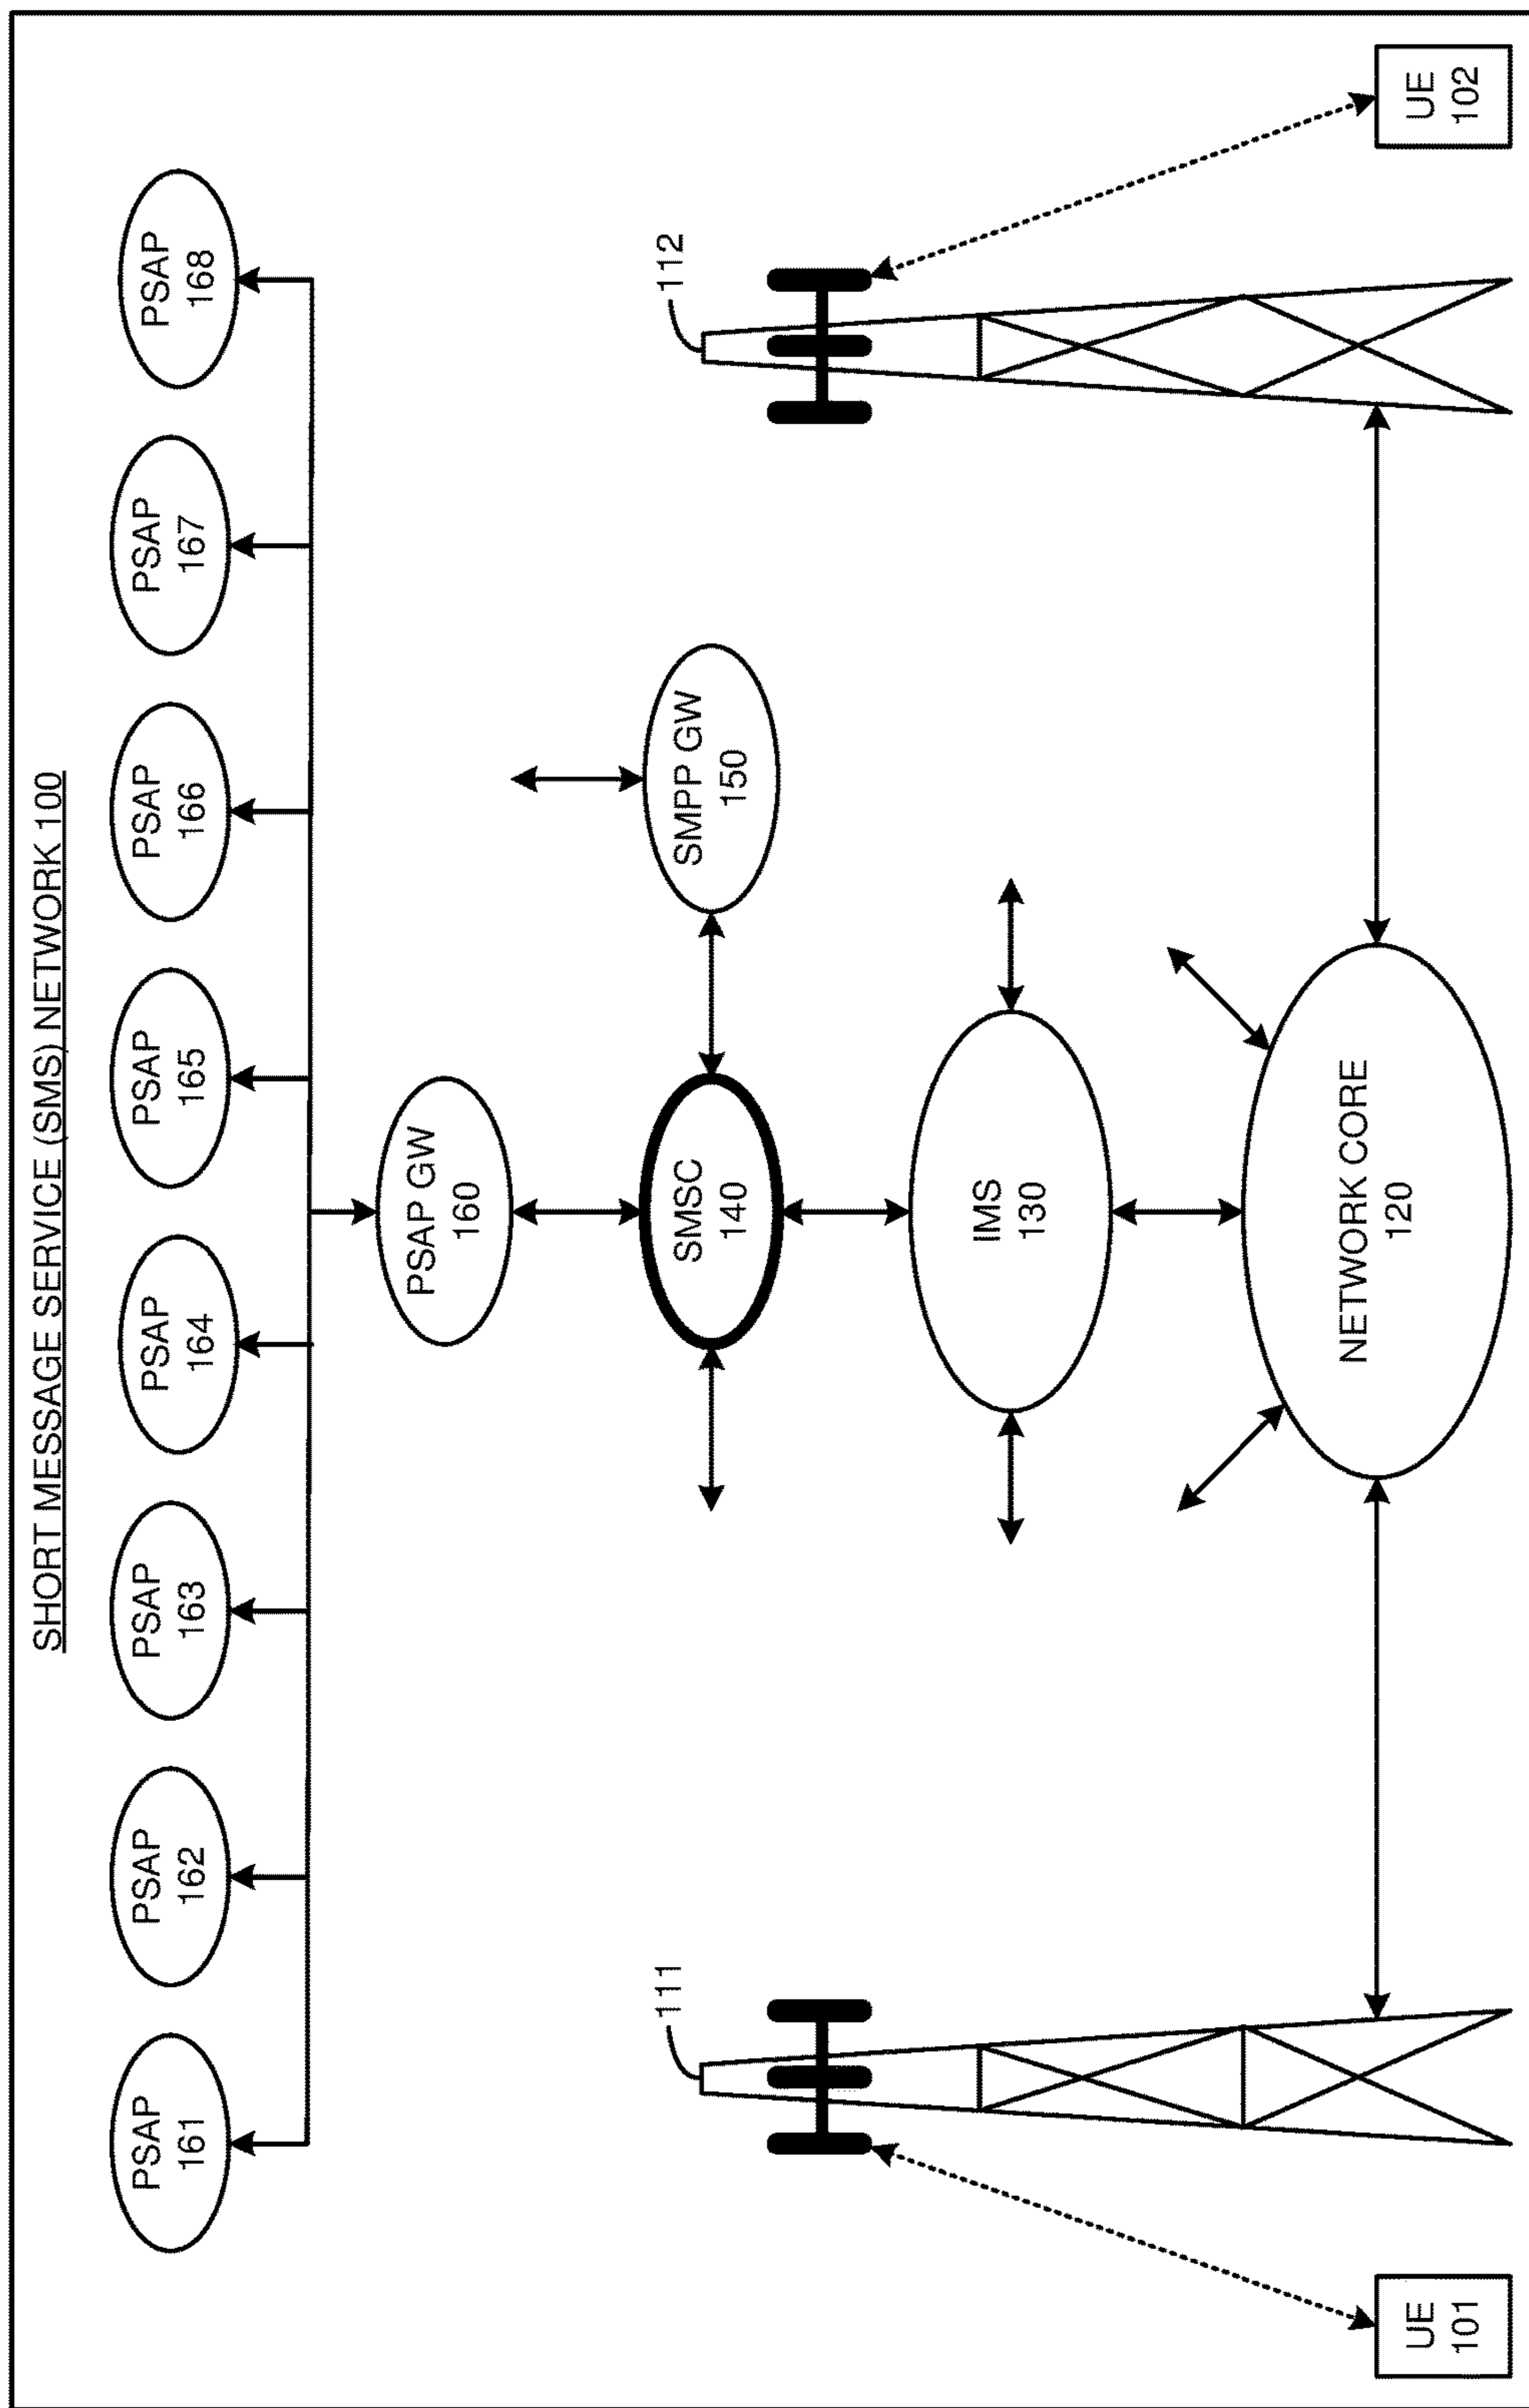 SHORT MESSAGE SERVICE (SMS) NETWORK 100
PSAP
161
PSAP
162
PSAP
163
PSAP
164
PSAP
165
PSAP
166
PSAP
167
PSAP
168
PSAP GW
160
111
SMSC
140
SMPP GW
150
112
IMS
130
UE
101
NETWORK CORE
120
UE
102